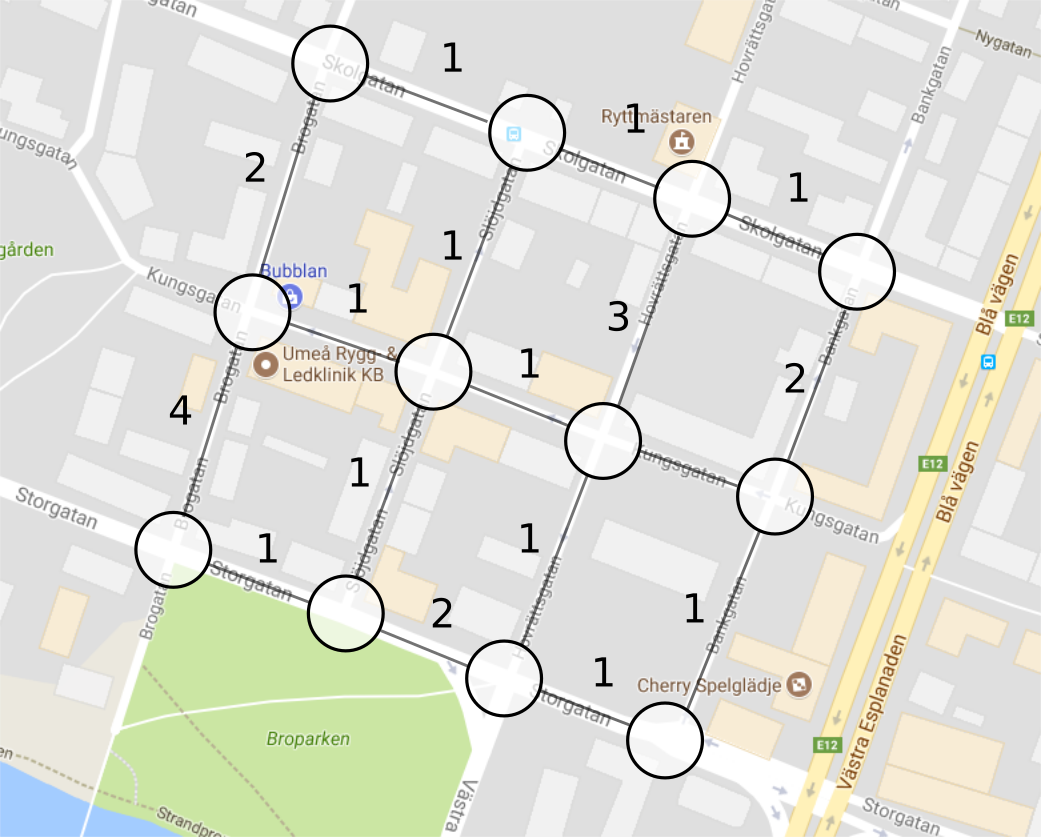 gatan
Hovrättsgatan
Nygatan
Bankgatan
1
Skolgatan
Brogatan
Ryttmästaren
1
ungsgatan
Skolgatan
2
1
Skolgatan
Slöjdgatan
1
gården
Kungsgatan
Bubblan
1
Hovrättsgatan
3
Blå vägen
E12
Bankgatan
Umeå Rygg- &
Ledklinik KB
1
2
Brogatan
4
Slöjdgatan
1
Kungsgatan
E12
Blå vägen
Kungsgatan
Storgatan
Brogatan
1
1
Storgatan
Slöjdgatan
2
Hovrättsgatan
1
Bankgatan
Brogatan
1
Storgatan
Cherry Spelglädje
Broparken
E12
Västra Esplanaden
Västra
Storgatan
en
Strandpro